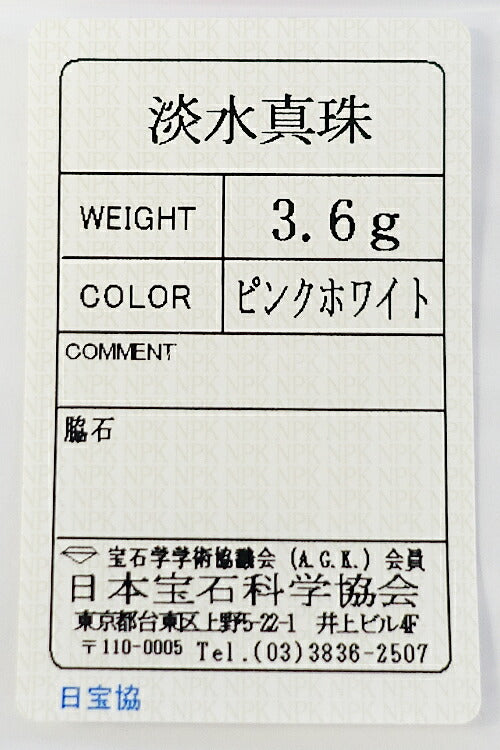 淡水真珠
WEIGHT 3.6g
COLOR ピンクホワイト
COMMENT
脇石
宝石学学術協議会 (A.G.K.) 会員
日本宝石科学協会
東京都台東区上野5-22-1 井上ビル4F
〒110-0005 Tel.(03)3836-2507
日宝協